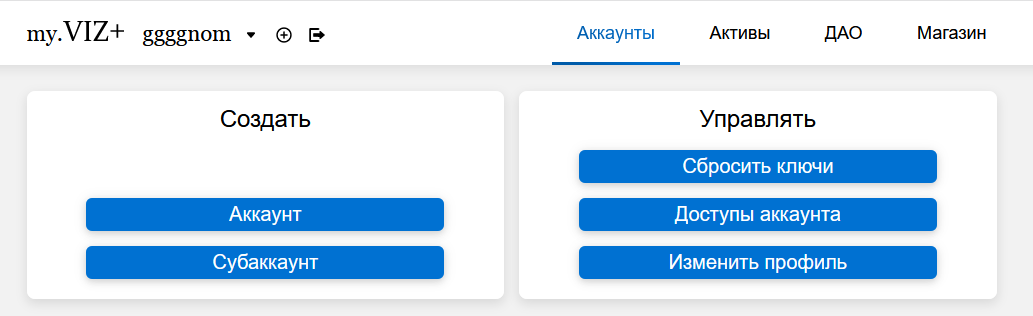 my.VIZ+ ggggnom Аккаунты Активы ДАО Магазин
Создать
Аккаунт
Субаккаунт
Управлять
Сбросить ключи
Доступы аккаунта
Изменить профиль